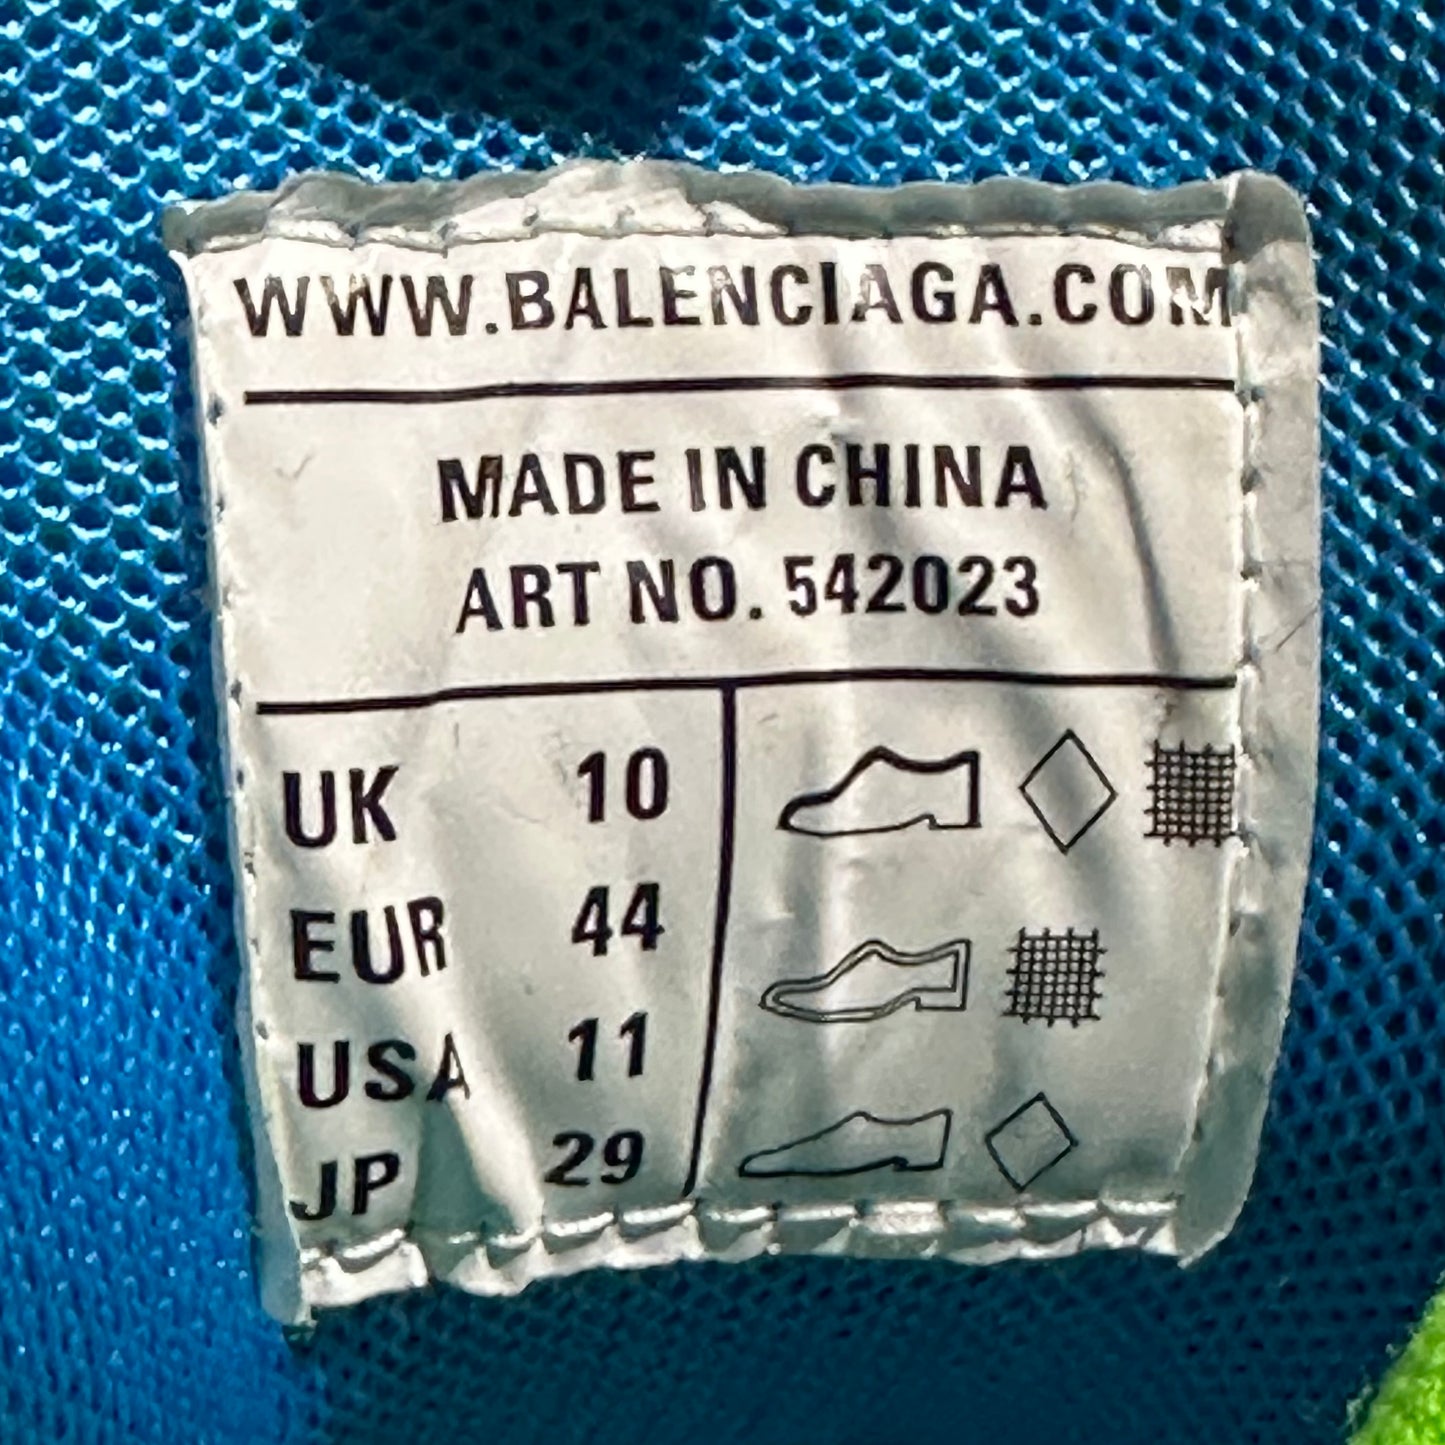 WWW.BALENCIAGA.COM
MADE IN CHINA
ART NO. 542023
UK 10
EUR 44
USA 11
JP 29